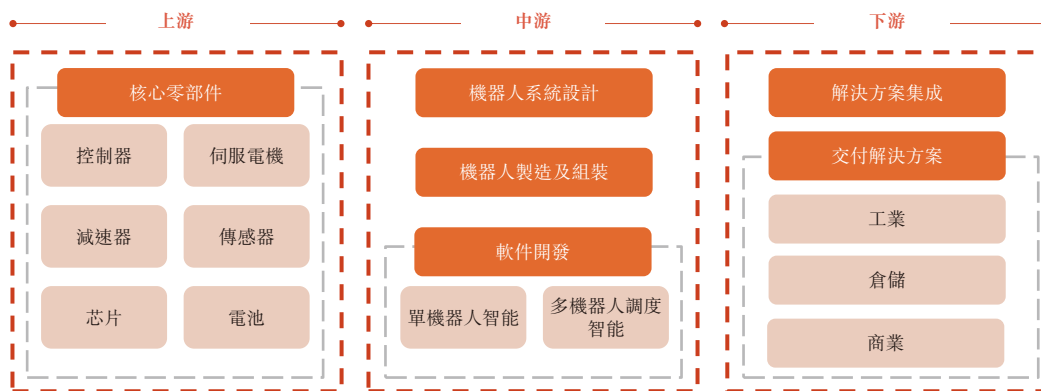 上游
中游
下游
核心零部件
控制器
伺服電機
減速器
傳感器
芯片
電池
機器人系統設計
機器人製造及組裝
軟件開發
單機器人智能
多機器人調度
智能
解決方案集成
交付解決方案
工業
倉儲
商業